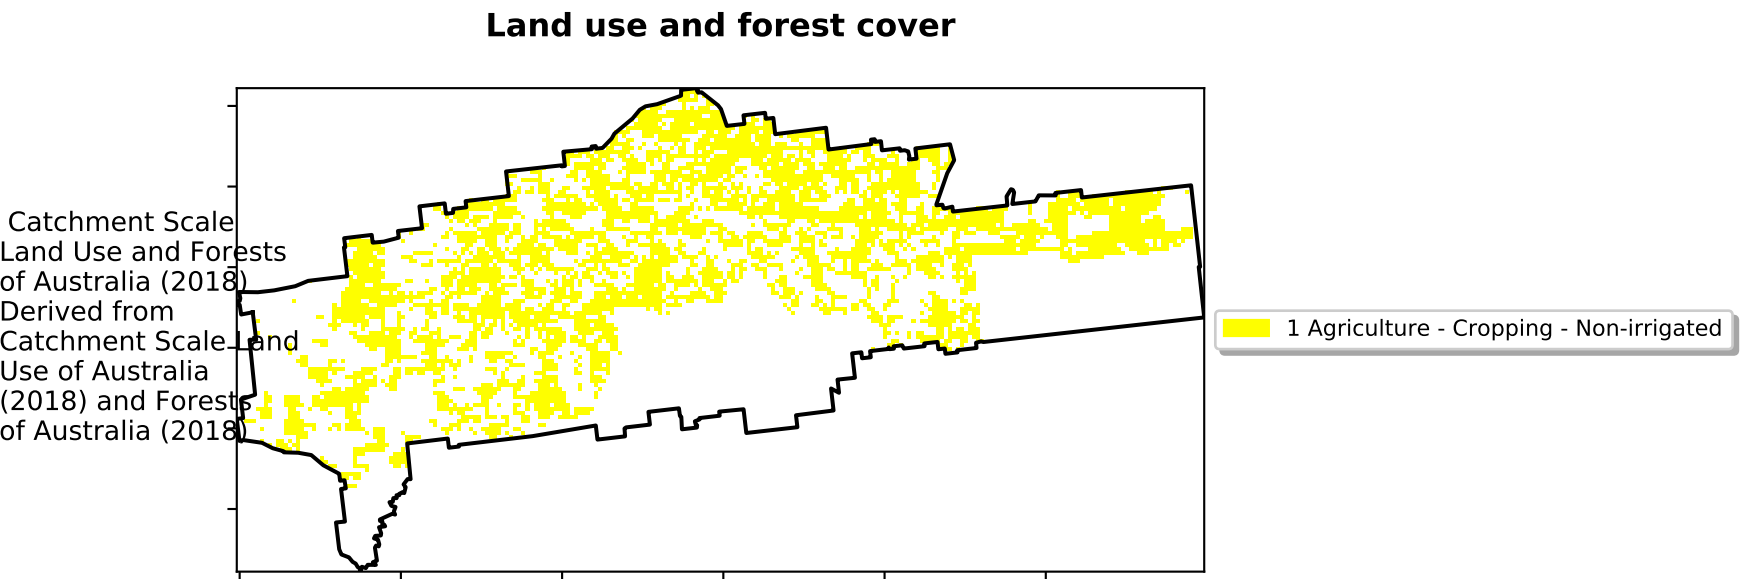 Land use and forest cover
Catchment Scale
Land Use and Forests
of Australia (2018)
Derived from
Catchment Scale Land
Use of Australia
(2018) and Forests
of Australia (2018)
1 Agriculture - Cropping - Non-irrigated